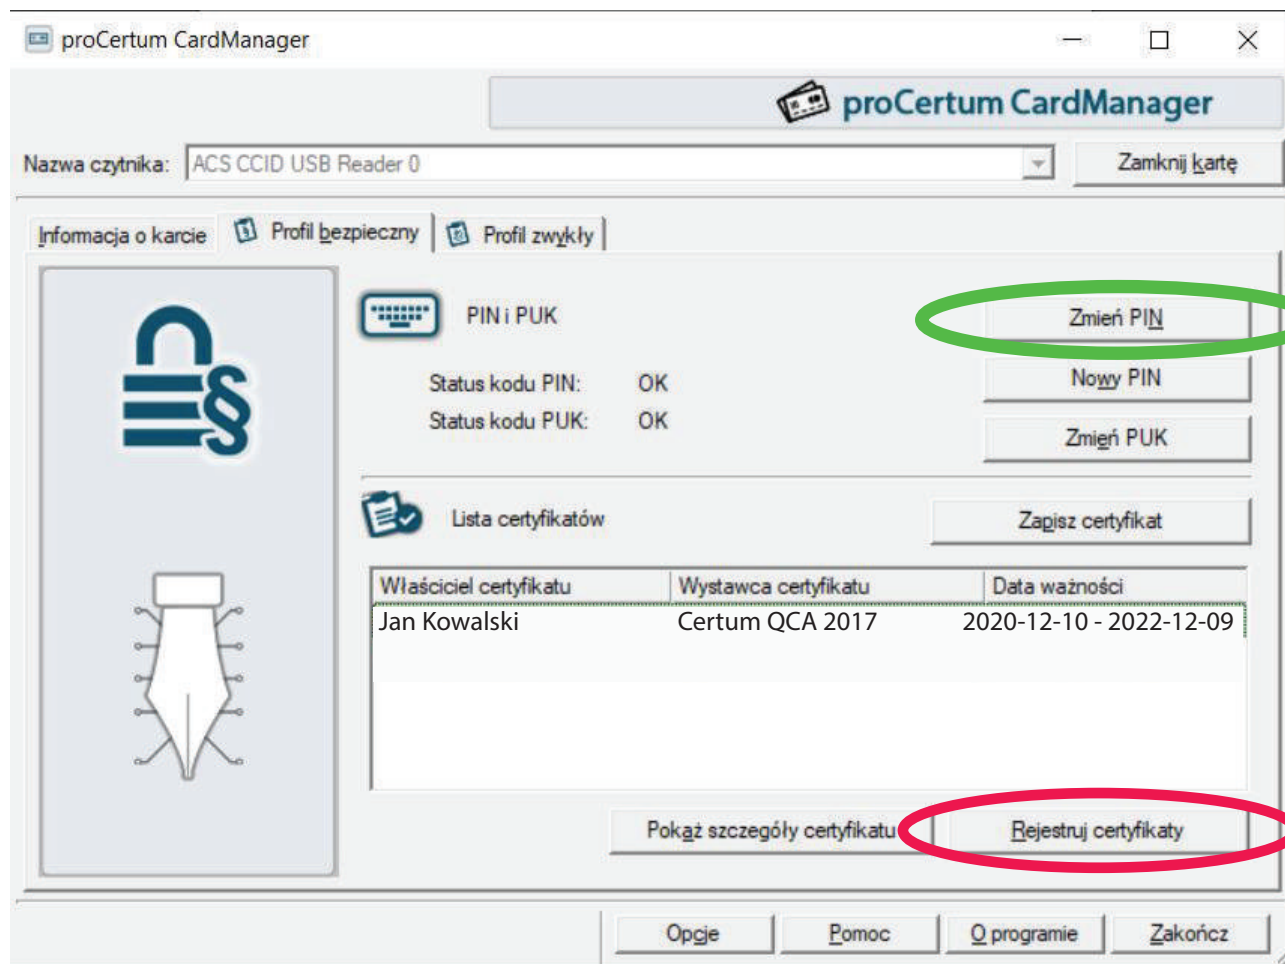 proCertum CardManager
proCertum CardManager
Nazwa czytnika: ACS CCID USB Reader 0 Zamknij kartę
Informacja o karcie Profil bezpieczny Profil zwykły
PIN i PUK Zmień PIN
Status kodu PIN: OK Nowy PIN
Status kodu PUK: OK Zmień PUK
Lista certyfikatów Zapisz certyfikat
Właściciel certyfikatu Wystawca certyfikatu Data ważności
Jan Kowalski Certum QCA 2017 2020-12-10 - 2022-12-09
Pokaż szczegóły certyfikatu Rejestruj certyfikaty
Opcje Pomoc O programie Zakończ